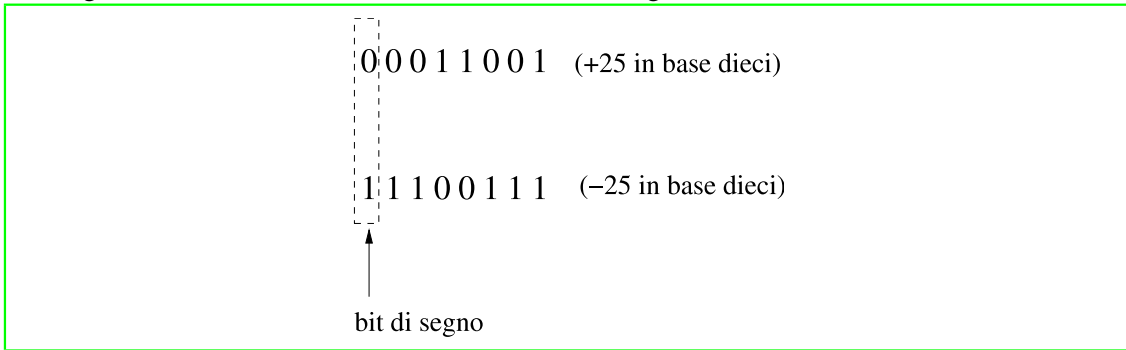 0 0 0 1 1 0 0 1 (+25 in base dieci)
1 1 1 0 0 1 1 1 (−25 in base dieci)
bit di segno